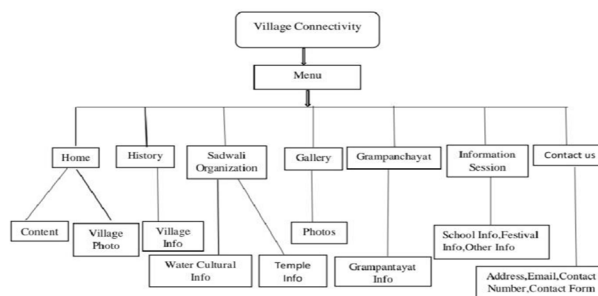 Village Connectivity
Menu
Home
History
Sadwali
Organization
Gallery
Grampanchayat
Information
Session
Contact us
Content
Village
Photo
Village
Info
Water Cultural Info
Temple
Info
Photos
Grampantayat
Info
School Info,Festival
Info,Other Info
Address,Email,Contact
Number,Contact Form